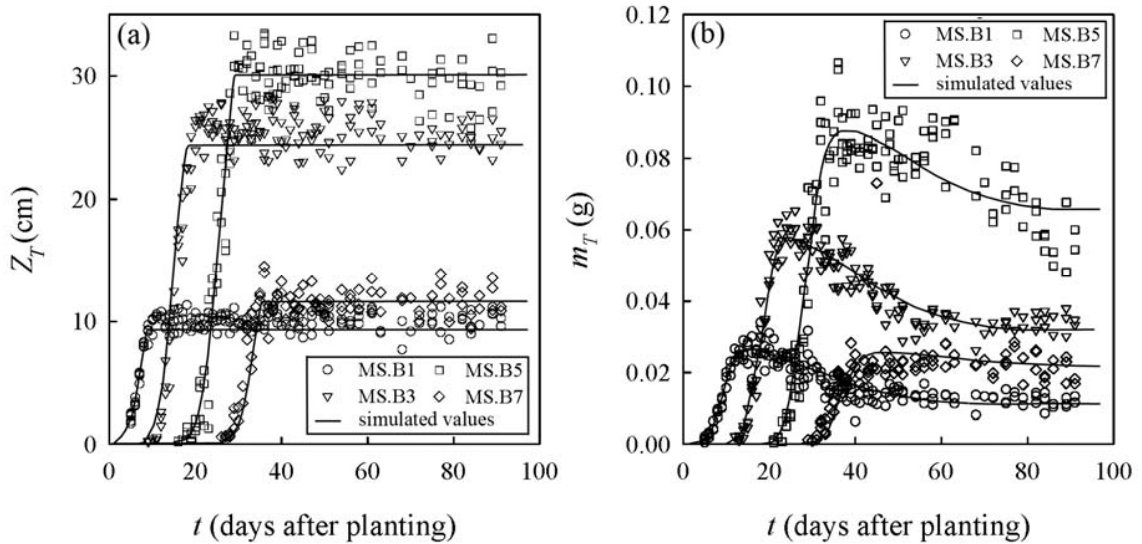 (a)
30
20
10
0
Z_T (cm)
MS.B1 MS.B5
MS.B3 MS.B7
simulated values
0 20 40 60 80 100
t (days after planting)
(b)
0.12
0.10
0.08
0.06
0.04
0.02
0.00
m_T (g)
MS.B1 MS.B5
MS.B3 MS.B7
simulated values
0 20 40 60 80 100
t (days after planting)